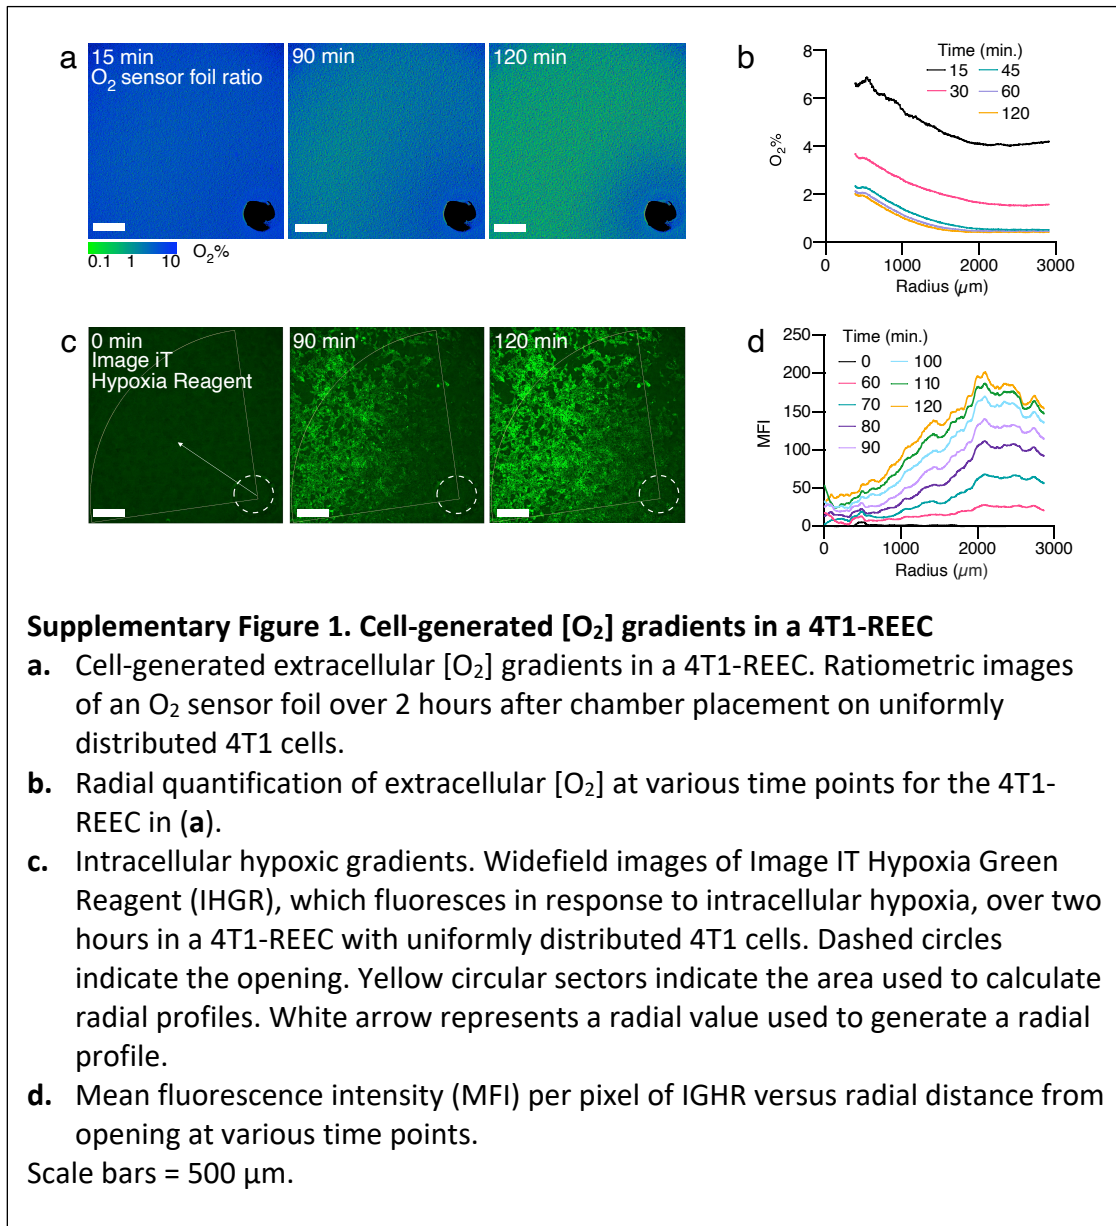 a
15 min
O2 sensor foil ratio
90 min
120 min
0.1 1 10 O2%
b
8
6
4
2
0
O2%
Time (min.)
15 45
30 60
120
0 1000 2000 3000
Radius (µm)
c
0 min
Image iT
Hypoxia Reagent
90 min
120 min
d
250
200
150
100
50
0
MFI
Time (min.)
0 100
60 110
70 120
80
90
0 1000 2000 3000
Radius (µm)
Supplementary Figure 1. Cell-generated [O2] gradients in a 4T1-REEC
a. Cell-generated extracellular [O2] gradients in a 4T1-REEC. Ratiometric images
of an O2 sensor foil over 2 hours after chamber placement on uniformly
distributed 4T1 cells.
b. Radial quantification of extracellular [O2] at various time points for the 4T1-
REEC in (a).
c. Intracellular hypoxic gradients. Widefield images of Image IT Hypoxia Green
Reagent (IHGR), which fluoresces in response to intracellular hypoxia, over two
hours in a 4T1-REEC with uniformly distributed 4T1 cells. Dashed circles
indicate the opening. Yellow circular sectors indicate the area used to calculate
radial profiles. White arrow represents a radial value used to generate a radial
profile.
d. Mean fluorescence intensity (MFI) per pixel of IGHR versus radial distance from
opening at various time points.
Scale bars = 500 µm.